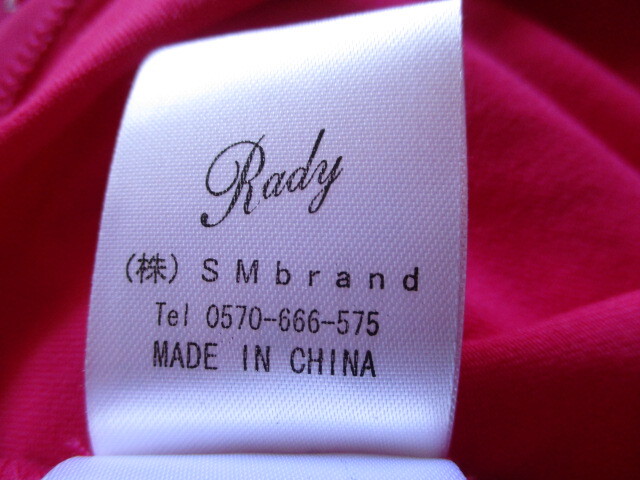 Rady
(株) SMbrand
Tel 0570-666-575
MADE IN CHINA